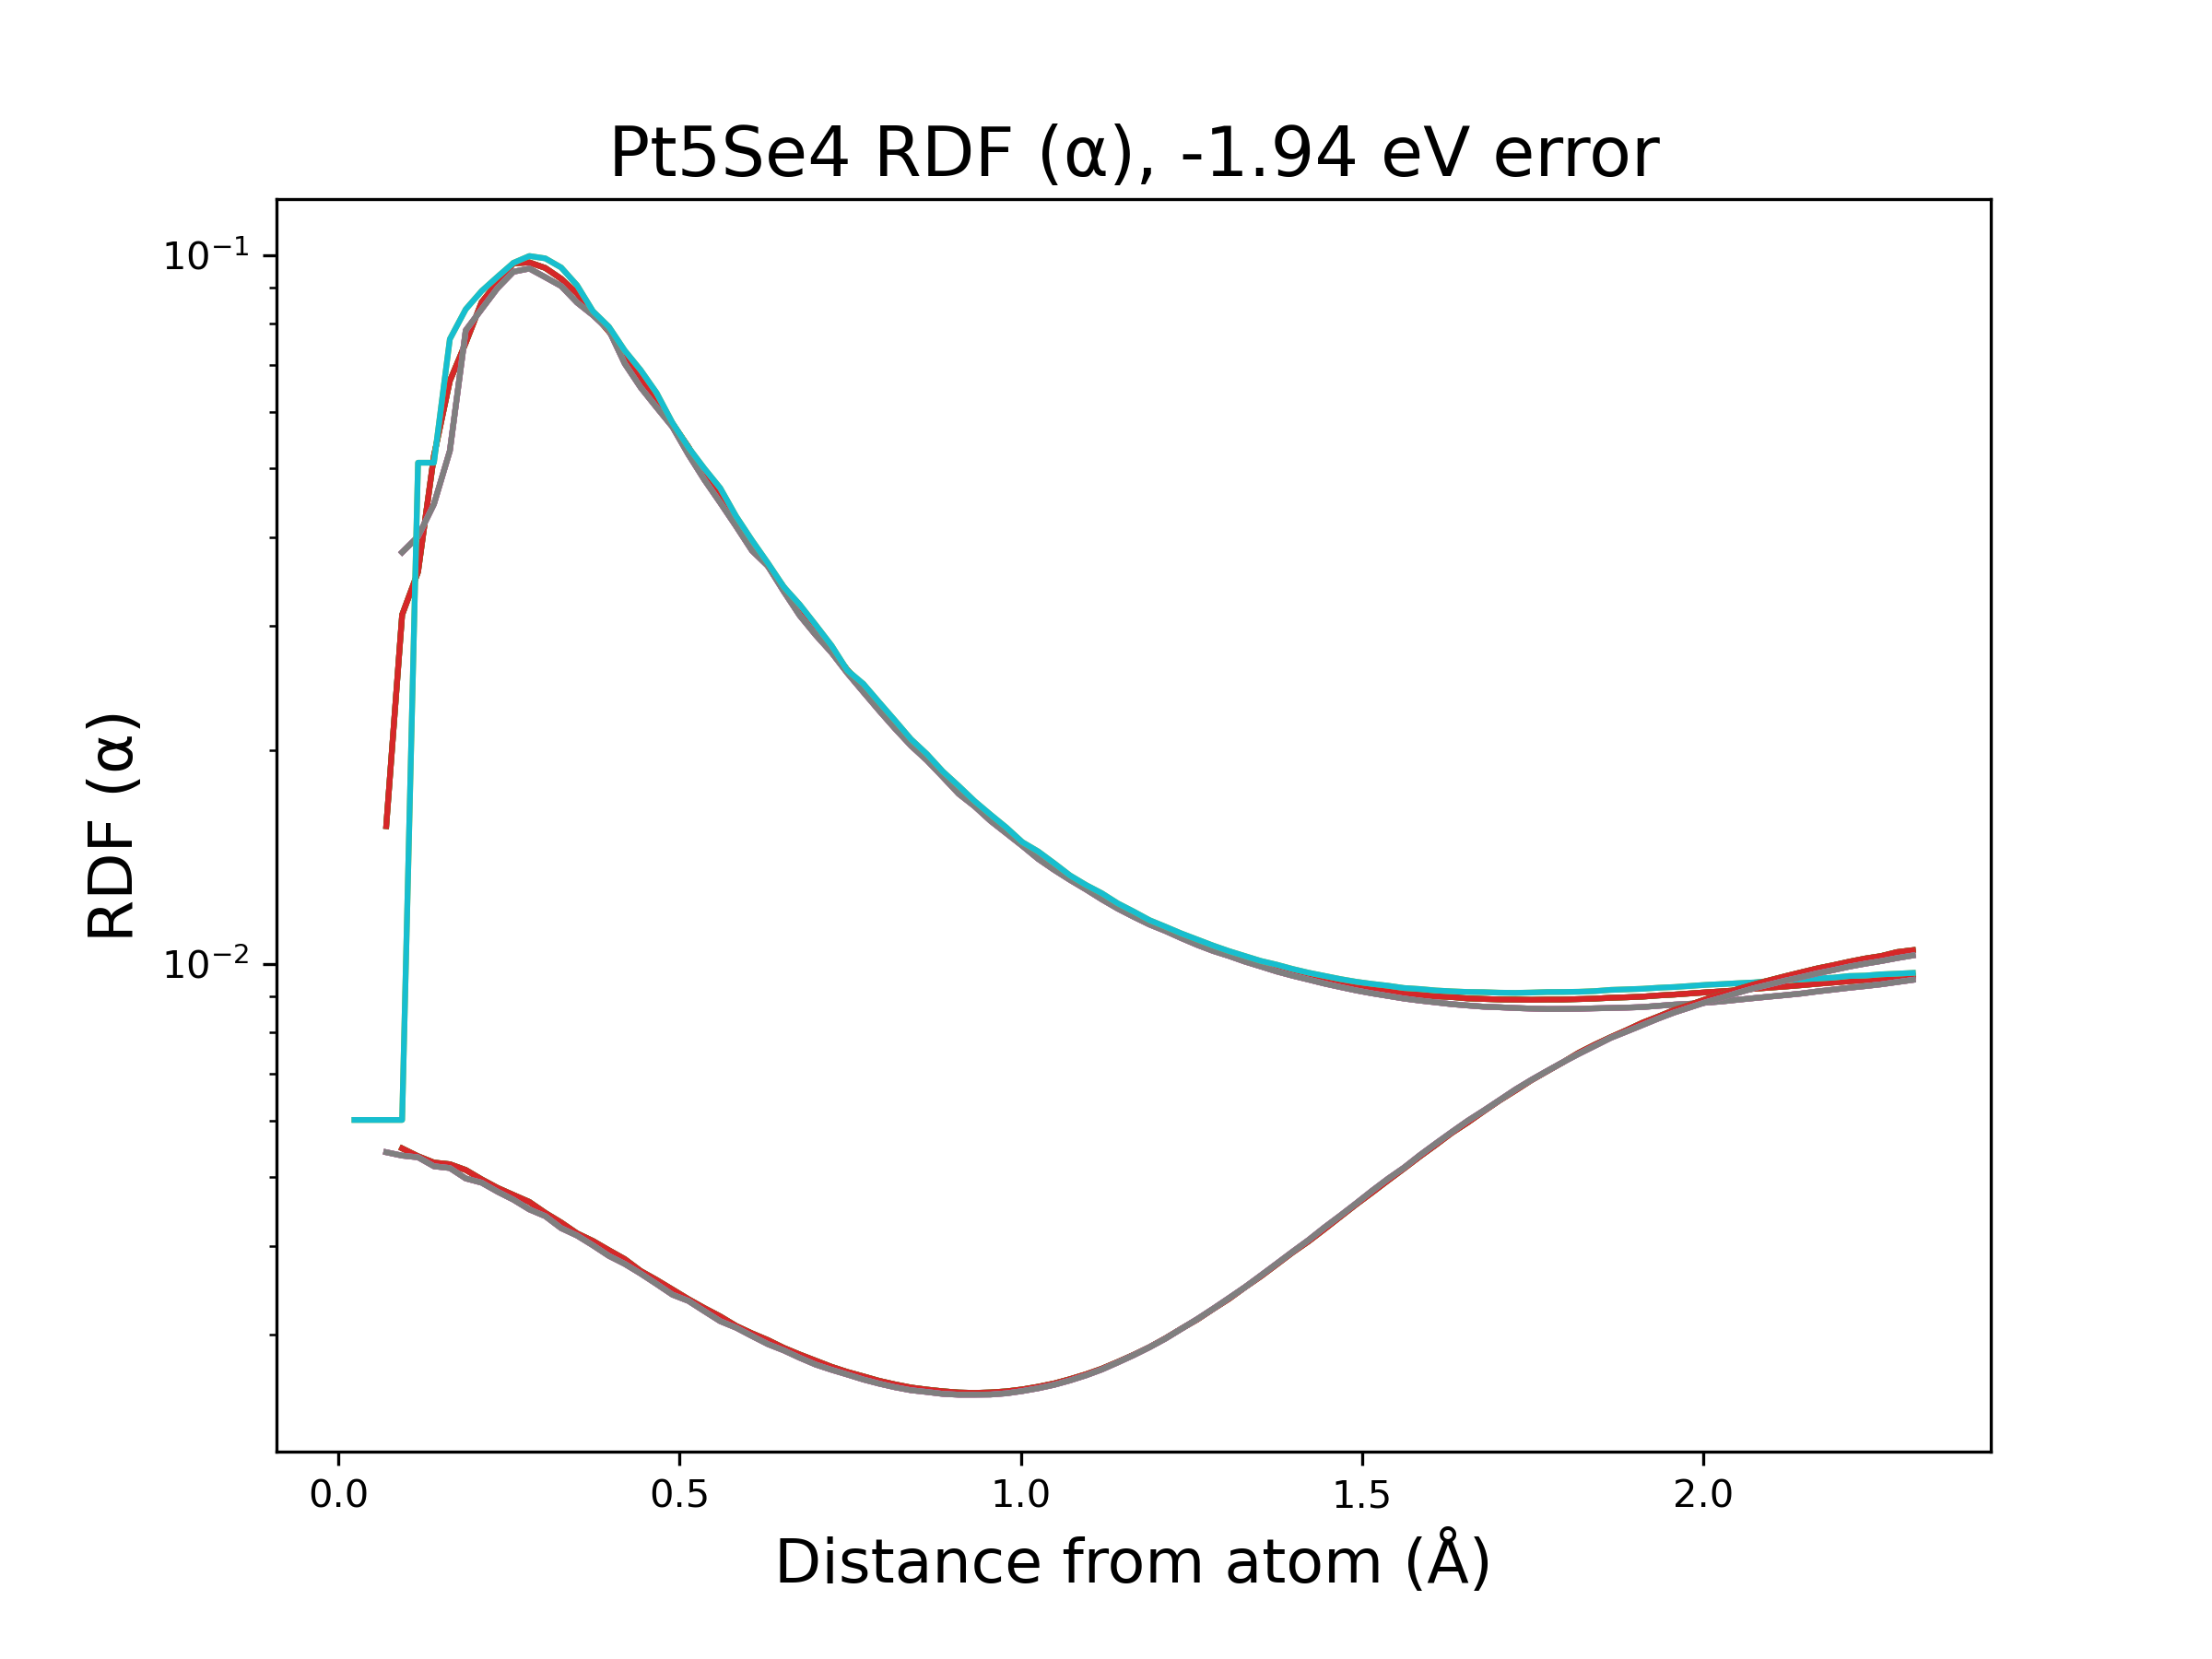 Pt5Se4 RDF (α), -1.94 eV error
10⁻¹
10⁻²
RDF (α)
0.0 0.5 1.0 1.5 2.0
Distance from atom (Å)